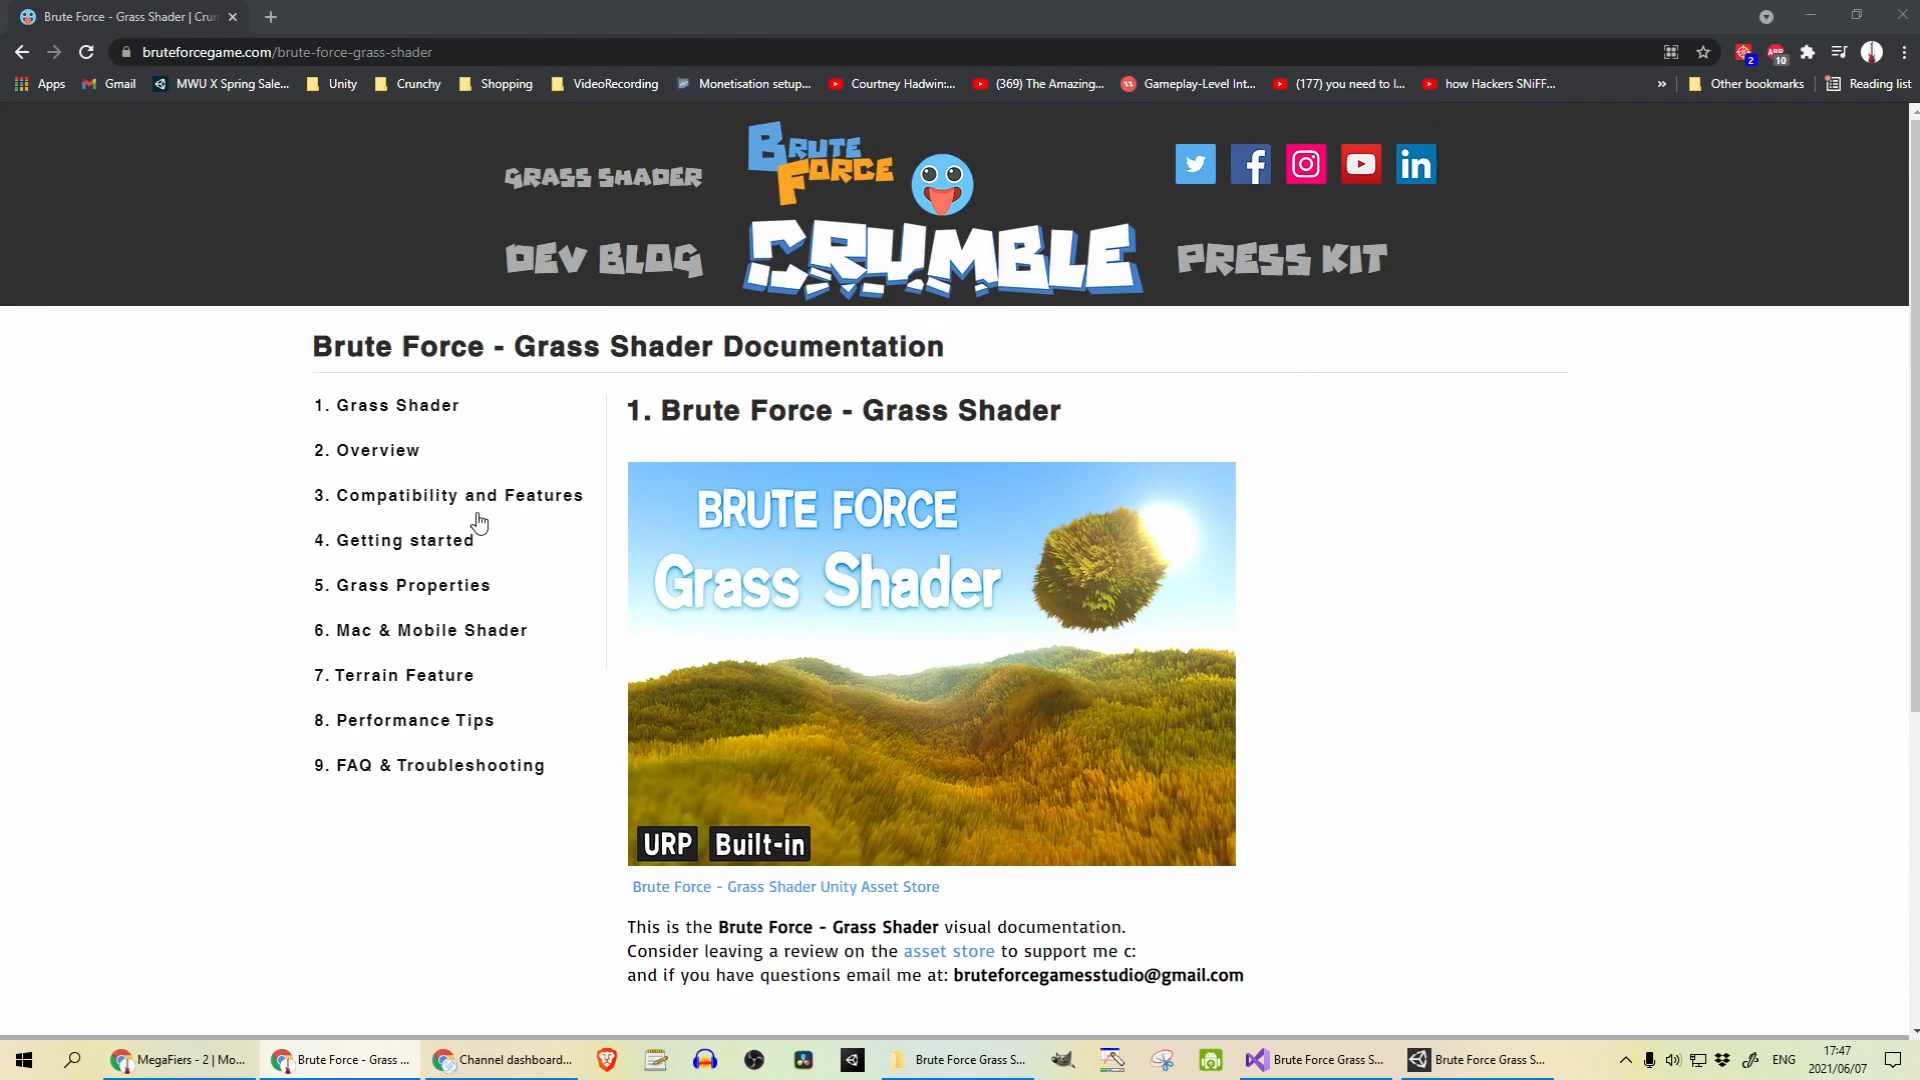 Brute Force - Grass Shader | Crum
bruteforcegame.com/brute-force-grass-shader
2
10
Apps Gmail MWU X Spring Sale... Unity Crunchy Shopping VideoRecording Monetisation setup... Courtney Hadwin:... (369) The Amazing... Gameplay-Level Int... (177) you need to l... how Hackers SNiFF... » Other bookmarks Reading list
GRASS SHADER
BRUTE FORCE
DEV BLOG
CRUMBLE
PRESS KIT
Brute Force - Grass Shader Documentation
1. Grass Shader
2. Overview
3. Compatibility and Features
4. Getting started
5. Grass Properties
6. Mac & Mobile Shader
7. Terrain Feature
8. Performance Tips
9. FAQ & Troubleshooting
1. Brute Force - Grass Shader
BRUTE FORCE
Grass Shader
URP Built-in
Brute Force - Grass Shader Unity Asset Store
This is the Brute Force - Grass Shader visual documentation.
Consider leaving a review on the asset store to support me c:
and if you have questions email me at: bruteforcegamesstudio@gmail.com
MegaFiers - 2 | Mo... Brute Force - Grass ... Channel dashboard... Brute Force Grass S... Brute Force Grass S... Brute Force Grass S... ENG
17:47
2021/06/07